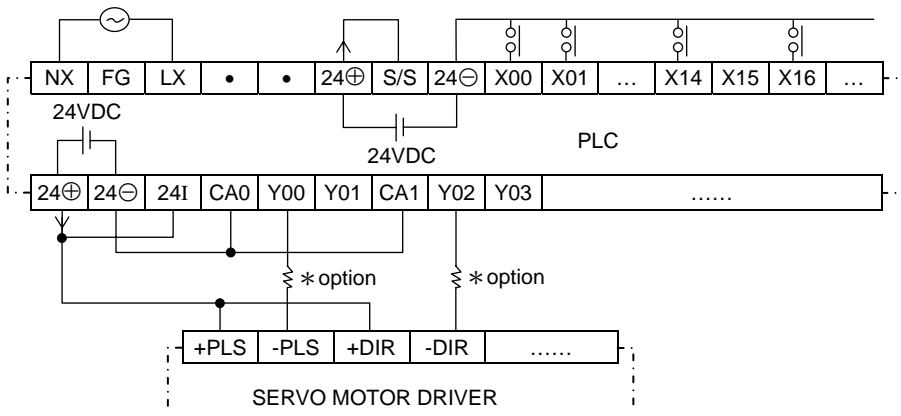 NX FG LX • • 24⊕ S/S 24⊖ X00 X01 ... X14 X15 X16 ...
24VDC
24VDC
PLC
24⊕ 24⊖ 24I CA0 Y00 Y01 CA1 Y02 Y03 ......
＊option ＊option
+PLS -PLS +DIR -DIR ......
SERVO MOTOR DRIVER